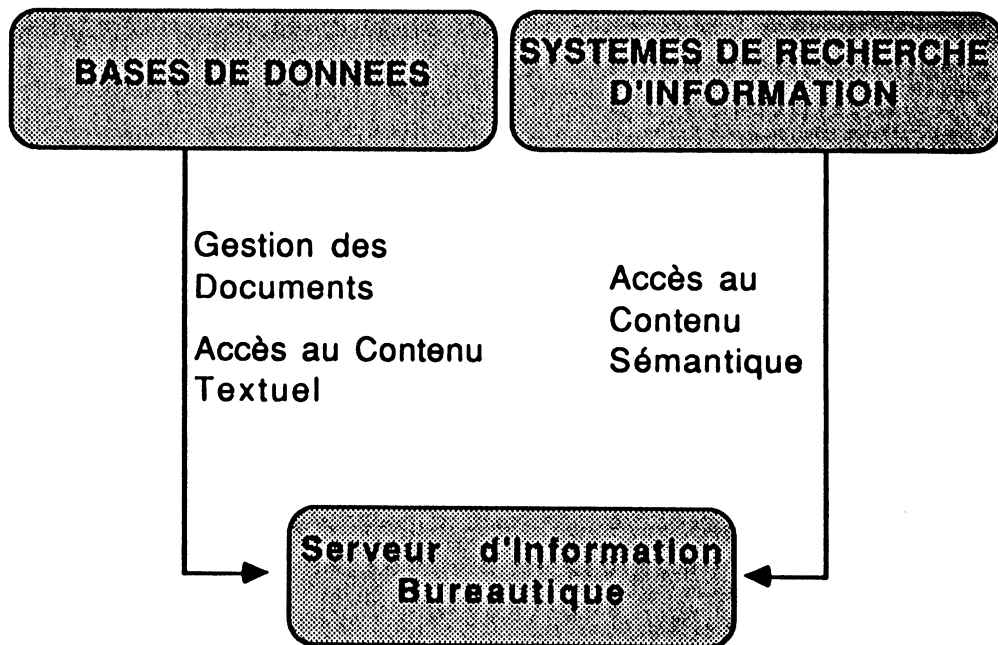 BASES DE DONNEES
SYSTEMES DE RECHERCHE
D'INFORMATION
Gestion des
Documents
Accès au Contenu
Textuel
Accès au
Contenu
Sémantique
Serveur d'Information
Bureautique